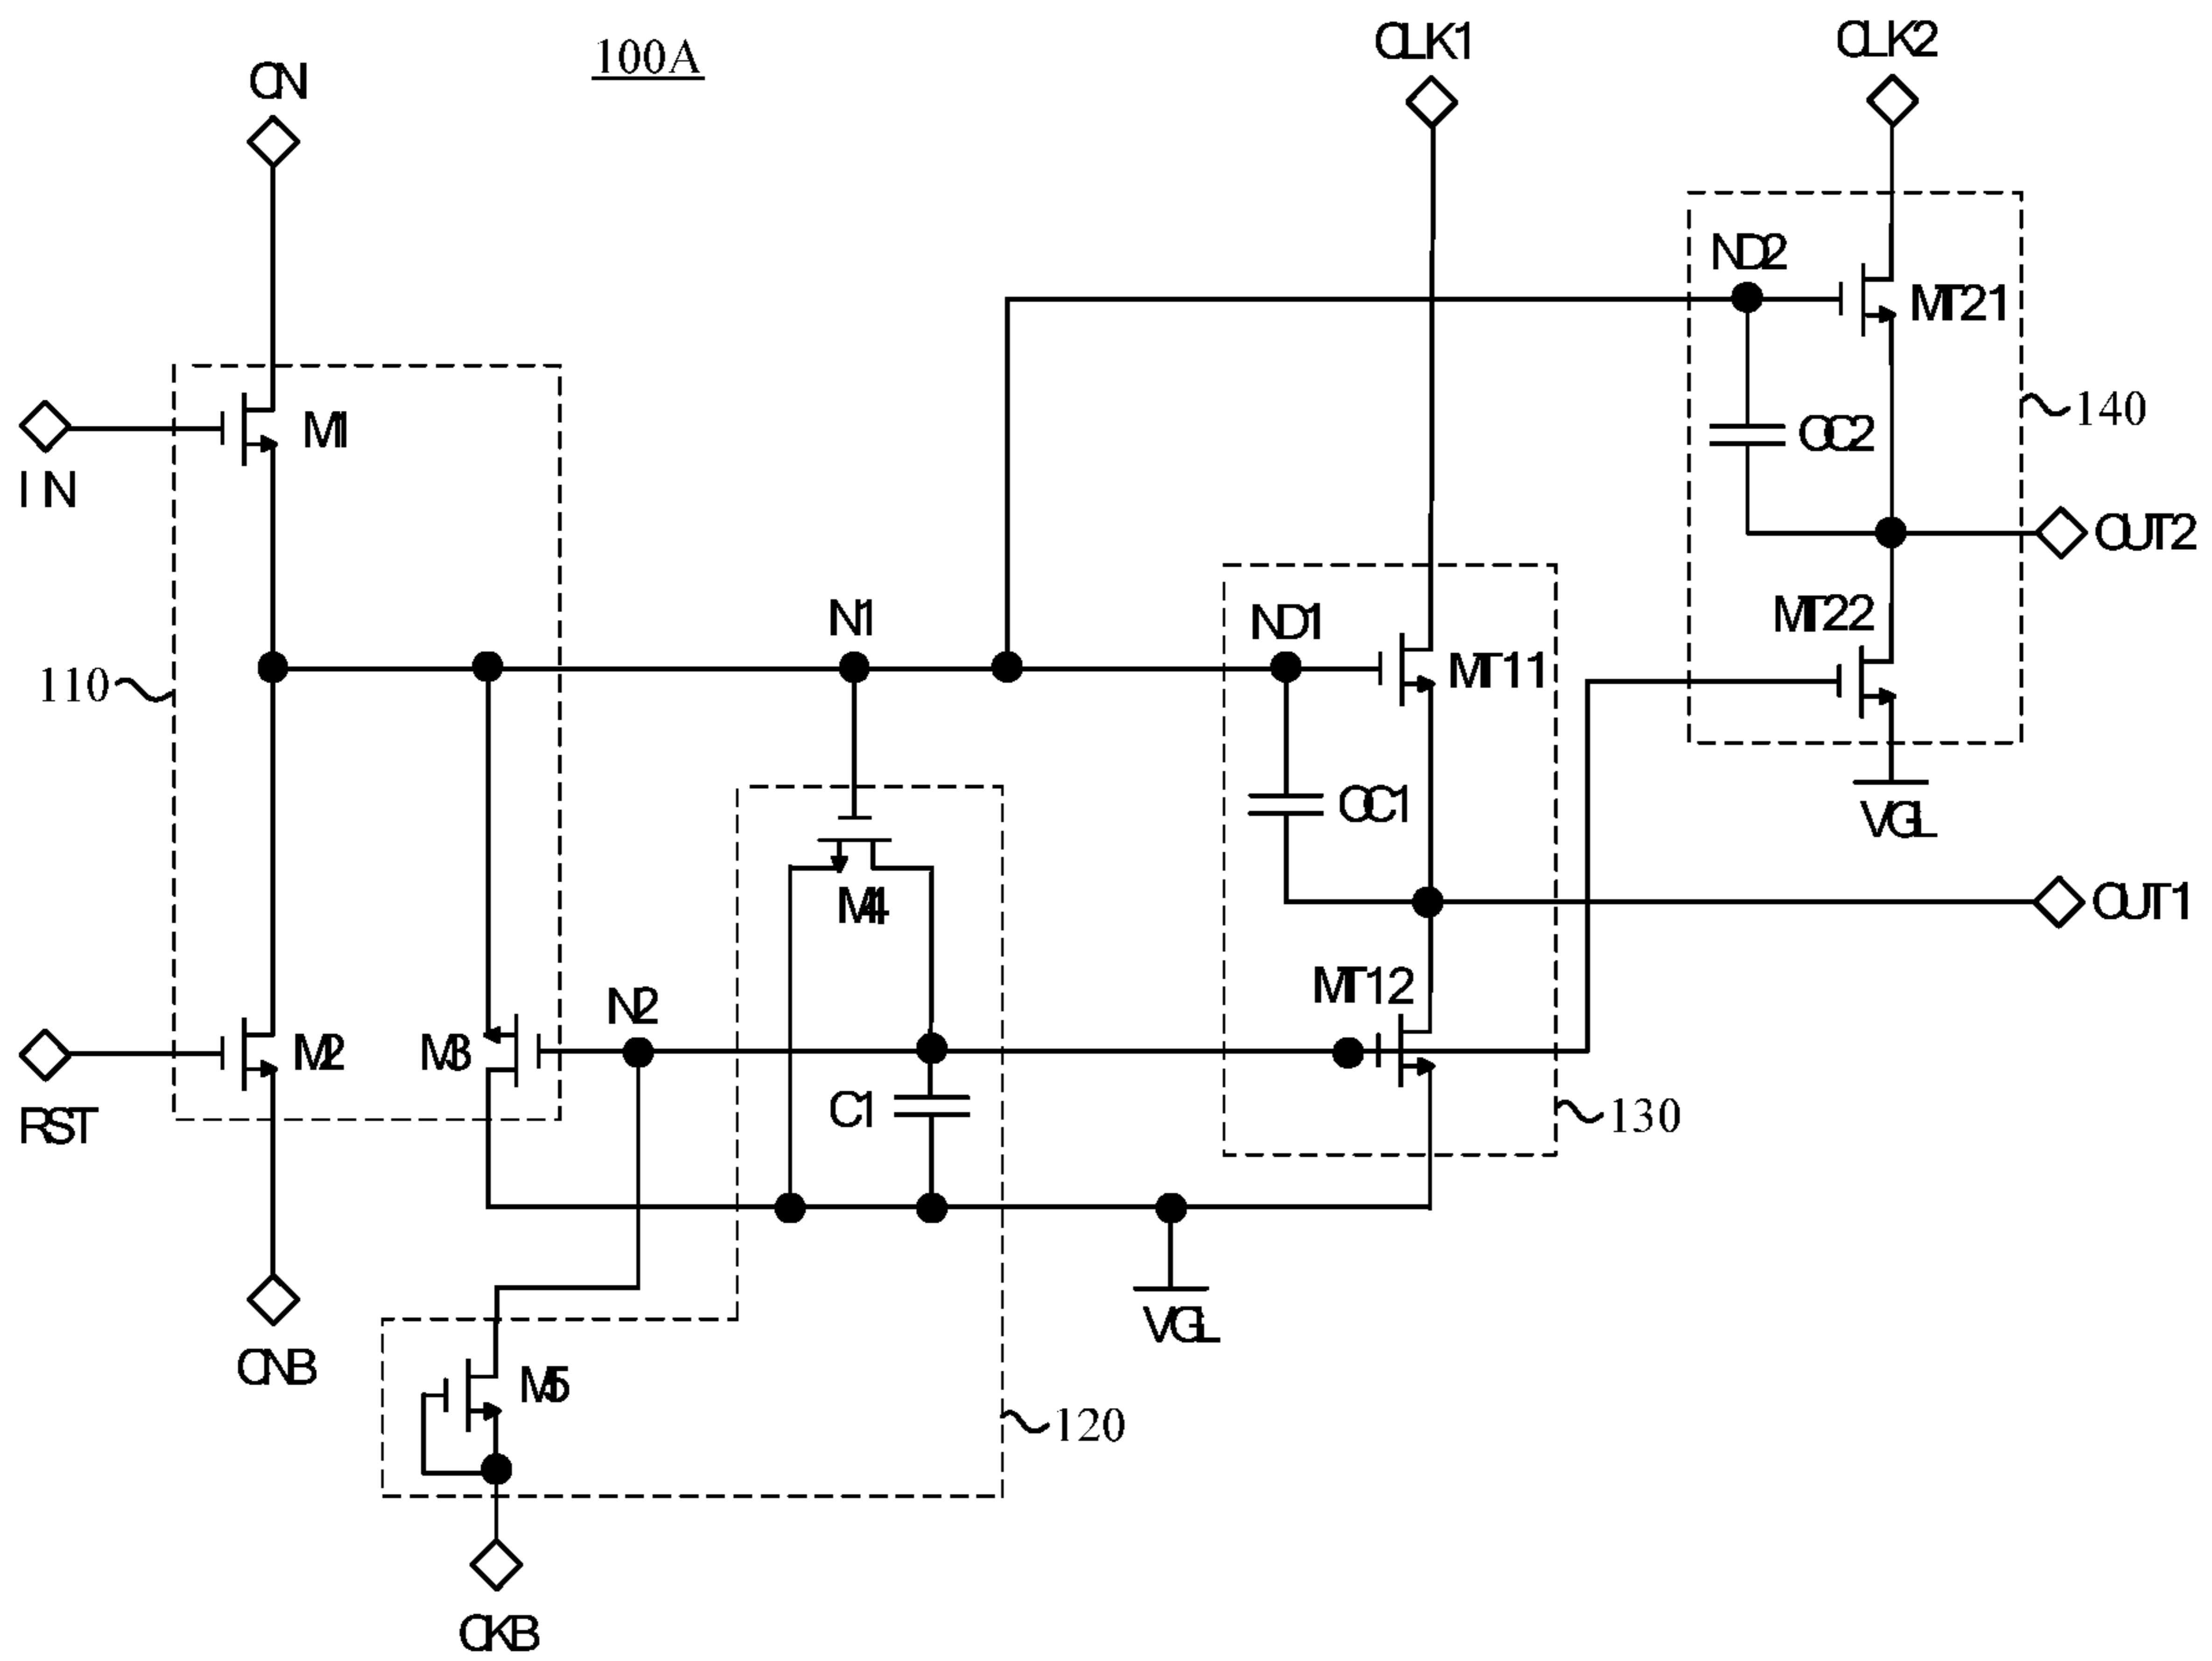 100A
CN
CLK1
CLK2
ND2
MT21
IN
M1
CC2
140
OUT2
N1
ND1
MT11
MT22
110
CC1
VGL
M4
OUT1
MT12
N2
RST
M2
M3
C1
130
VGL
CNB
M5
120
CKB